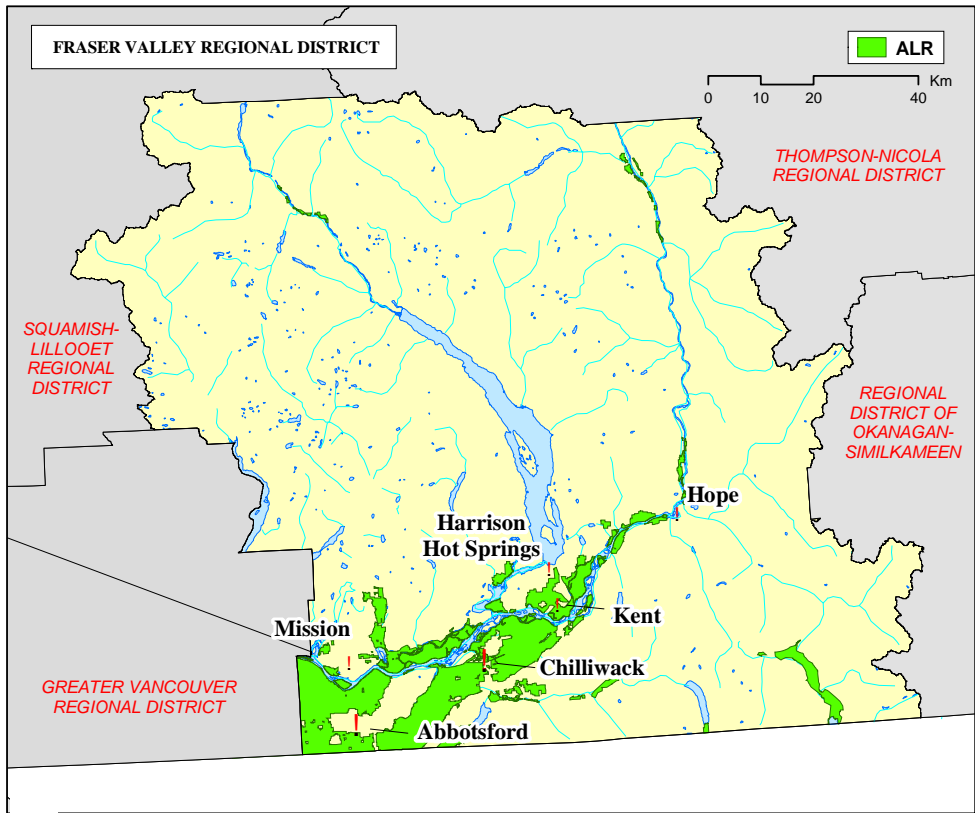 FRASER VALLEY REGIONAL DISTRICT
ALR
Km
0 10 20 40
THOMPSON-NICOLA
REGIONAL DISTRICT
SQUAMISH-
LILLOOET
REGIONAL
DISTRICT
REGIONAL
DISTRICT OF
OKANAGAN-
SIMILKAMEEN
Hope
Harrison
Hot Springs
Kent
Mission
Chilliwack
GREATER VANCOUVER
REGIONAL DISTRICT
Abbotsford